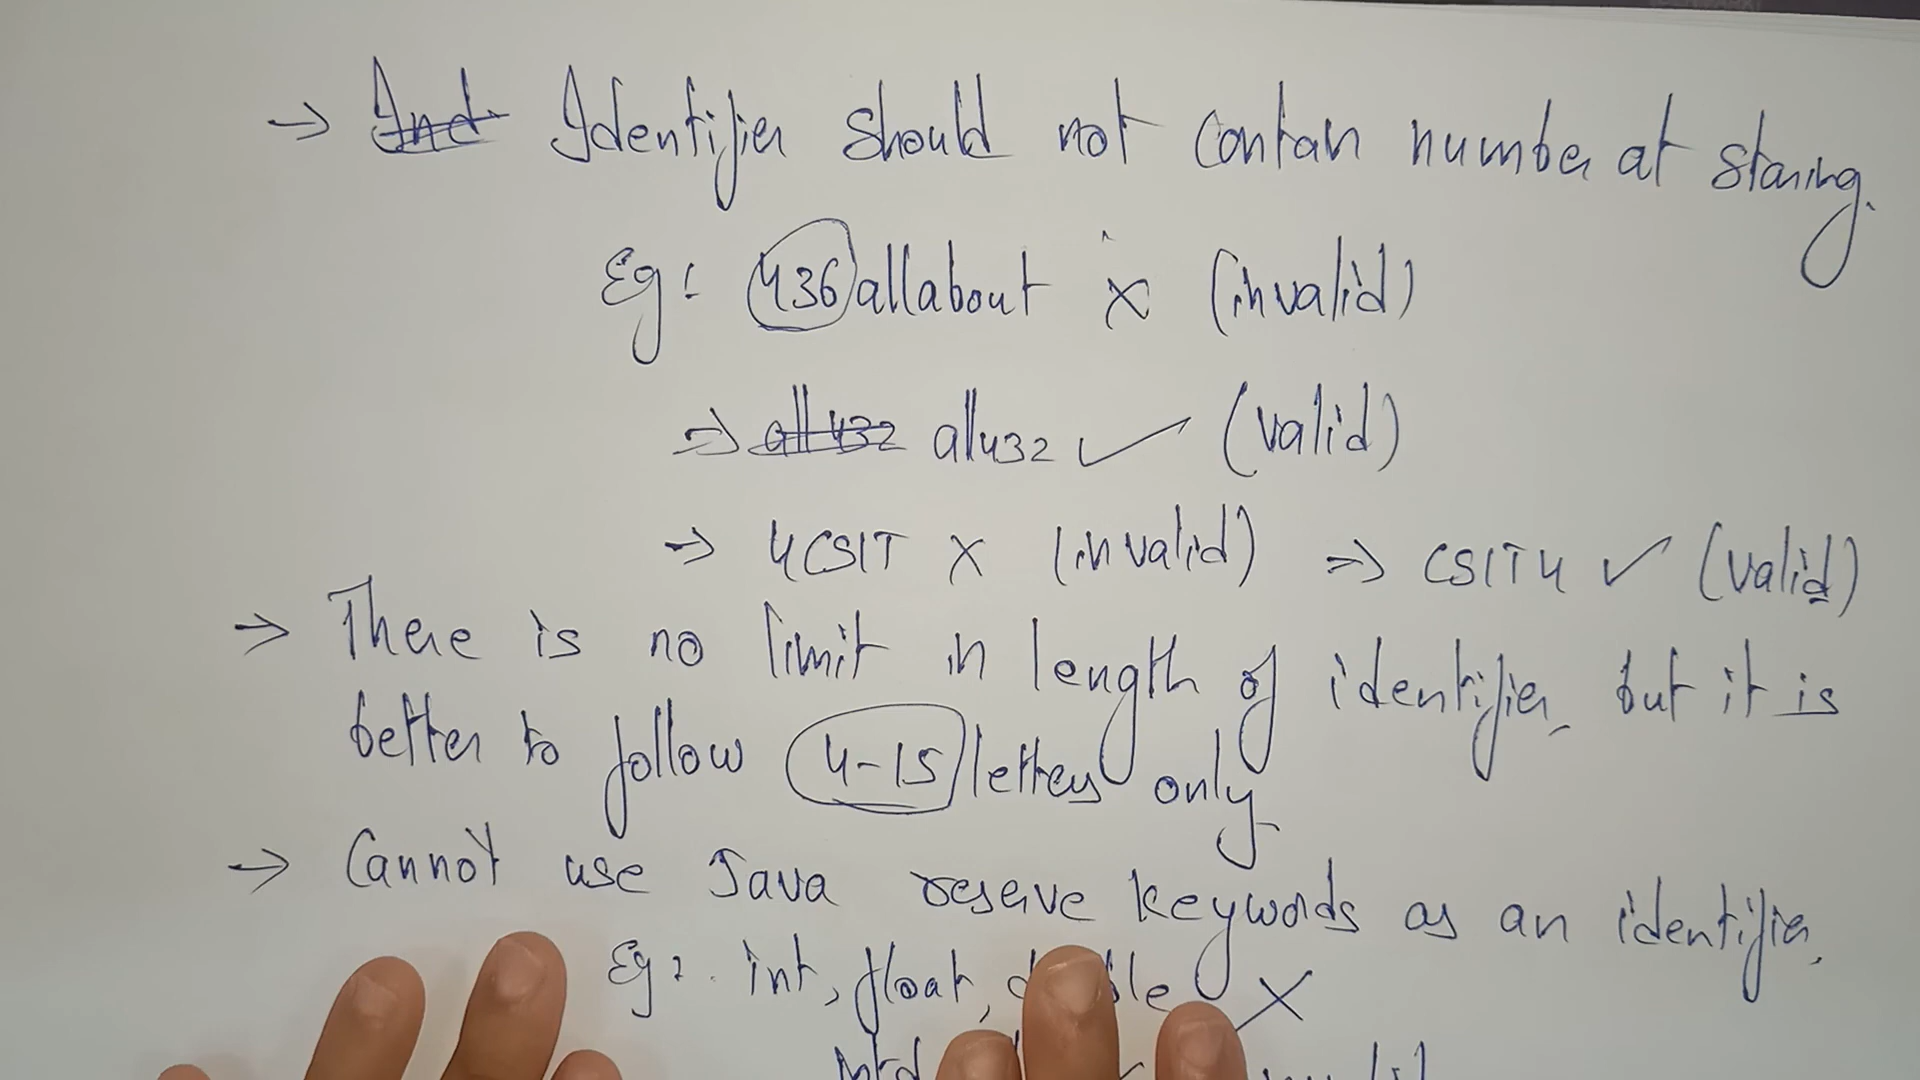 → Identifier should not contan number at staring.
Eg: 436allabout × (invalid)
⇒ all432 all432 ✓ (valid)
→ 4CSIT × (invalid) ⇒ CSIT4 ✓ (valid)
→ There is no limit in length of identifier, but it is
better to follow 4-15 letters only
→ Cannot use Java reserve keywords as an identifier.
Eg: int, float, ×